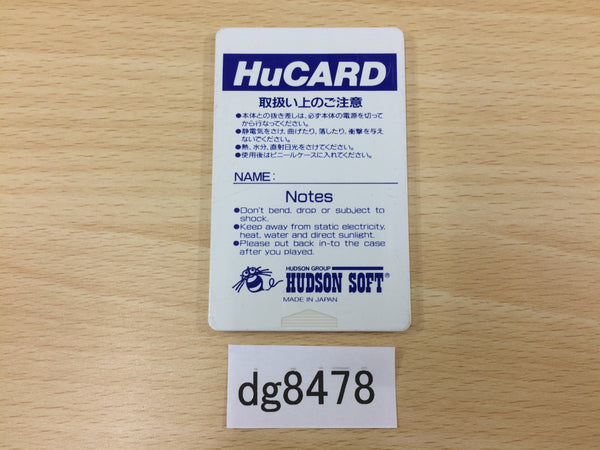 HuCARD
取扱い上のご注意
●本体との抜き差しは、必ず本体の電源を切って
から行なってください。
●静電気をさけ、曲げたり、落したり、衝撃を与え
ないでください。
●熱、水分、直射日光をさけてください。
●使用後はビニールケースに入れてください。
NAME:
Notes
●Don't bend, drop or subject to
shock.
●Keep away from static electricity,
heat, water and direct sunlight.
●Please put back in-to the case
after you played.
HUDSON GROUP
HUDSON SOFT®
MADE IN JAPAN
dg8478